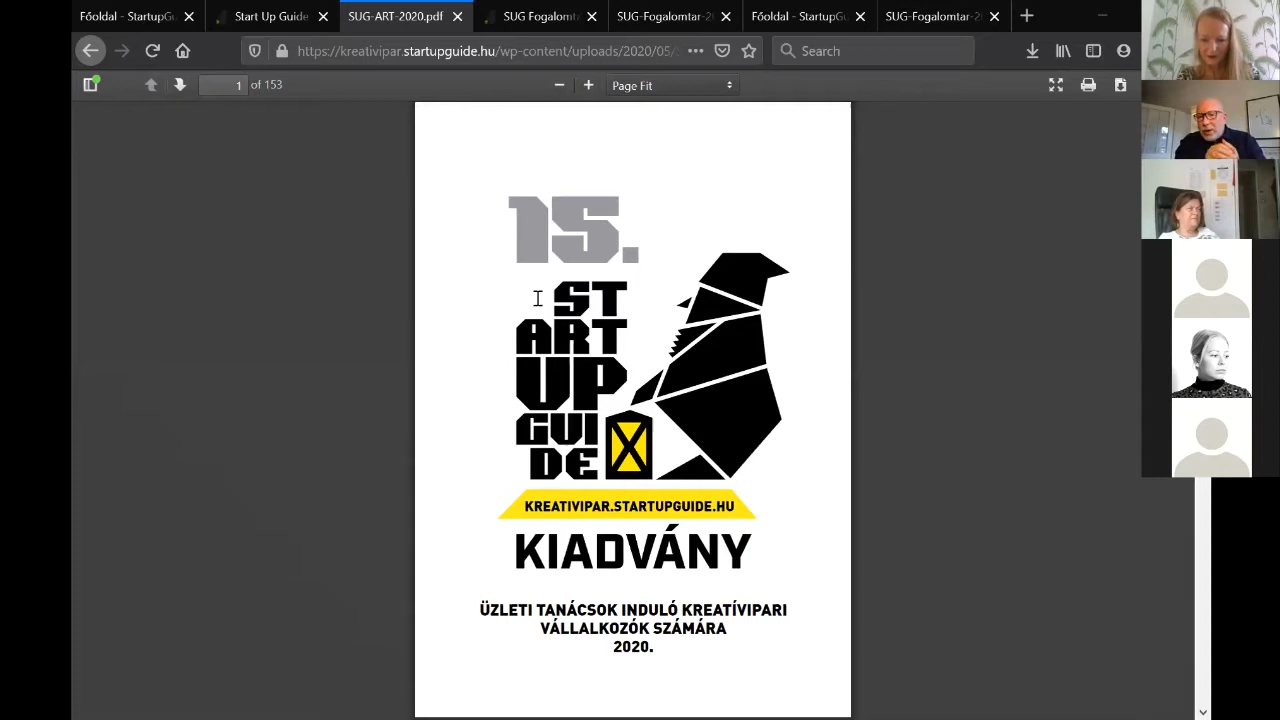 Főoldal - StartupGu
Start Up Guide
SUG-ART-2020.pdf
SUG Fogalomt
SUG-Fogalomtar-2
Főoldal - StartupGu
SUG-Fogalomtar-2
https://kreativipar.startupguide.hu/wp-content/uploads/2020/05/
Search
1 of 153
Page Fit
15.
ST
ART
UP
GUI
DE
KREATIVIPAR.STARTUPGUIDE.HU
KIADVÁNY
ÜZLETI TANÁCSOK INDULÓ KREATÍVIPARI
VÁLLALKOZÓK SZÁMÁRA
2020.